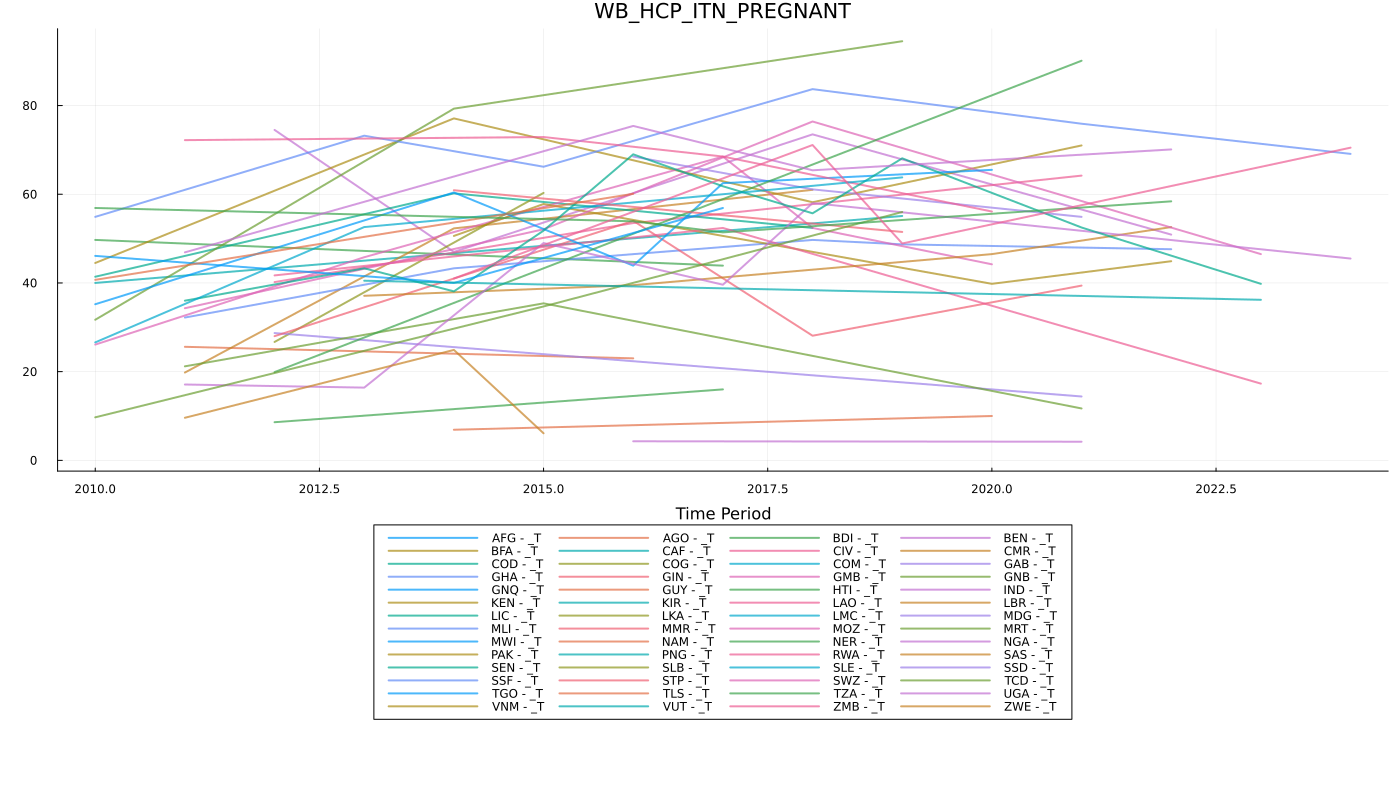 WB_HCP_ITN_PREGNANT
80
60
40
20
0
2010.0 2012.5 2015.0 2017.5 2020.0 2022.5
Time Period
AFG - _T AGO - _T BDI - _T BEN - _T
BFA - _T CAF - _T CIV - _T CMR - _T
COD - _T COG - _T COM - _T GAB - _T
GHA - _T GIN - _T GMB - _T GNB - _T
GNQ - _T GUY - _T HTI - _T IND - _T
KEN - _T KIR - _T LAO - _T LBR - _T
LIC - _T LKA - _T LMC - _T MDG - _T
MLI - _T MMR - _T MOZ - _T MRT - _T
MWI - _T NAM - _T NER - _T NGA - _T
PAK - _T PNG - _T RWA - _T SAS - _T
SEN - _T SLB - _T SLE - _T SSD - _T
SSF - _T STP - _T SWZ - _T TCD - _T
TGO - _T TLS - _T TZA - _T UGA - _T
VNM - _T VUT - _T ZMB - _T ZWE - _T